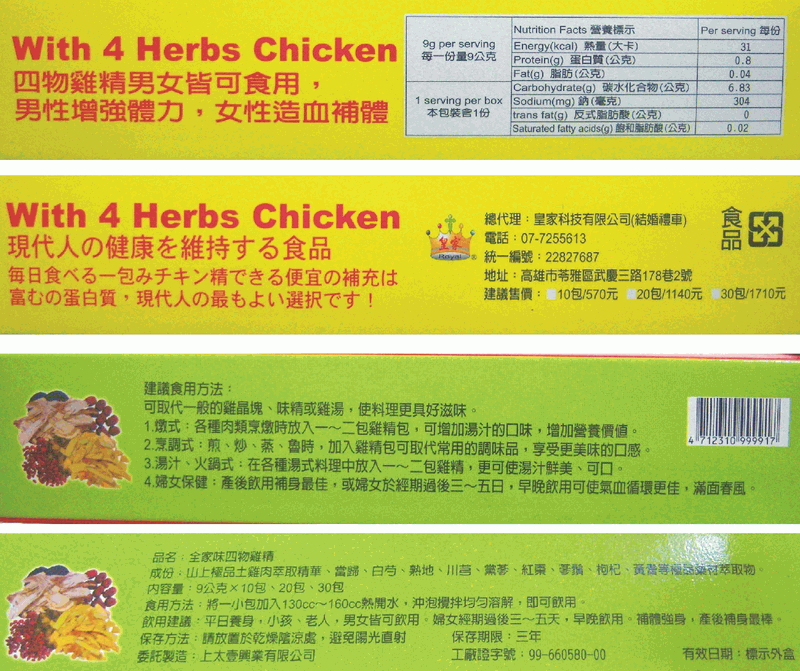 With 4 Herbs Chicken
四物雞精男女皆可食用，
男性增強體力，女性造血補體
9g per serving
每一份量9公克
1 serving per box
本包裝含1份
Nutrition Facts 營養標示 Per serving 每份
Energy(kcal) 熱量(大卡) 31
Protein(g) 蛋白質(公克) 0.8
Fat(g) 脂肪(公克) 0.04
Carbohydrate(g) 碳水化合物(公克) 6.83
Sodium(mg) 鈉(毫克) 304
trans fat(g) 反式脂肪酸(公克) 0
Saturated fatty acids(g) 飽和脂肪酸(公克) 0.02
With 4 Herbs Chicken
現代人の健康を維持する食品
毎日食べる一包みチキン精できる便宜の補充は
富むの蛋白質，現代人の最もよい選択です！
皇家
Royal
®
總代理：皇家科技有限公司(結婚禮車)
電話：07-7255613
統一編號：22827687
地址：高雄市苓雅區武慶三路178巷2號
建議售價：10包/570元 20包/1140元 30包/1710元
食品
建議食用方法：
可取代一般的雞晶塊、味精或雞湯，使料理更具好滋味。
1.燉式：各種肉類烹燉時放入一～二包雞精包，可增加湯汁的口味，增加營養價值。
2.烹調式：煎、炒、蒸、魯時，加入雞精包可取代常用的調味品，享受更美味的口感。
3.湯汁、火鍋式：在各種湯式料理中放入一～二包雞精，更可使湯汁鮮美、可口。
4.婦女保健：產後飲用補身最佳，或婦女於經期過後三～五日，早晚飲用可使氣血循環更佳，滿面春風。
4 712310 999917
品名：全家味四物雞精
成份：山上極品土雞肉萃取精華、當歸、白芍、熟地、川芎、黨蔘、紅棗、蔘鬚、枸杞、黃耆等極品藥材萃取物。
內容量：9公克×10包、20包、30包
食用方法：將一小包加入130cc～160cc熱開水，沖泡攪拌均勻溶解，即可飲用。
飲用建議：平日養身，小孩、老人，男女皆可飲用。婦女經期過後三～五天，早晚飲用。補體強身，產後補身最棒。
保存方法：請放置於乾燥陰涼處，避免陽光直射 保存期限：三年
委託製造：上太壹興業有限公司 工廠證字號：99-660580-00 有效日期：標示外盒